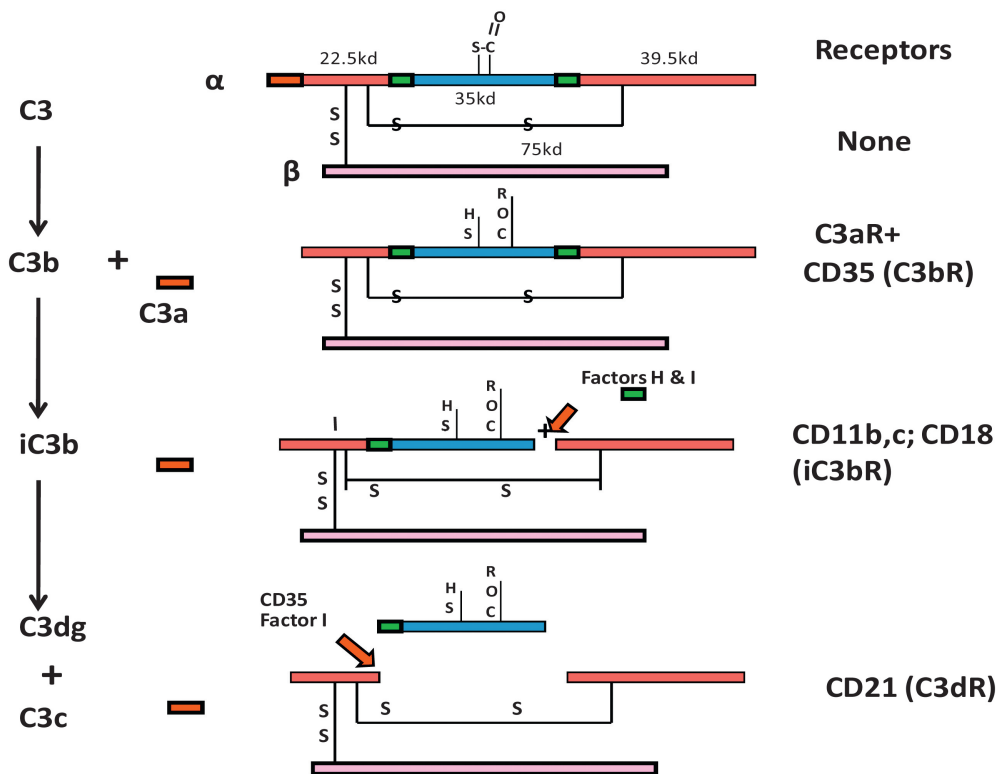 O
S-C
22.5kd
39.5kd
Receptors
α
35kd
C3
S
S
S
S
None
75kd
β
R
H
O
S
C
C3aR+
C3b
+
CD35 (C3bR)
S
S
S
S
C3a
Factors H & I
R
H
O
I
S
C
+
CD11b,c; CD18
iC3b
(iC3bR)
S
S
S
S
R
H
O
CD35
S
C
Factor I
C3dg
+
CD21 (C3dR)
C3c
S
S
S
S